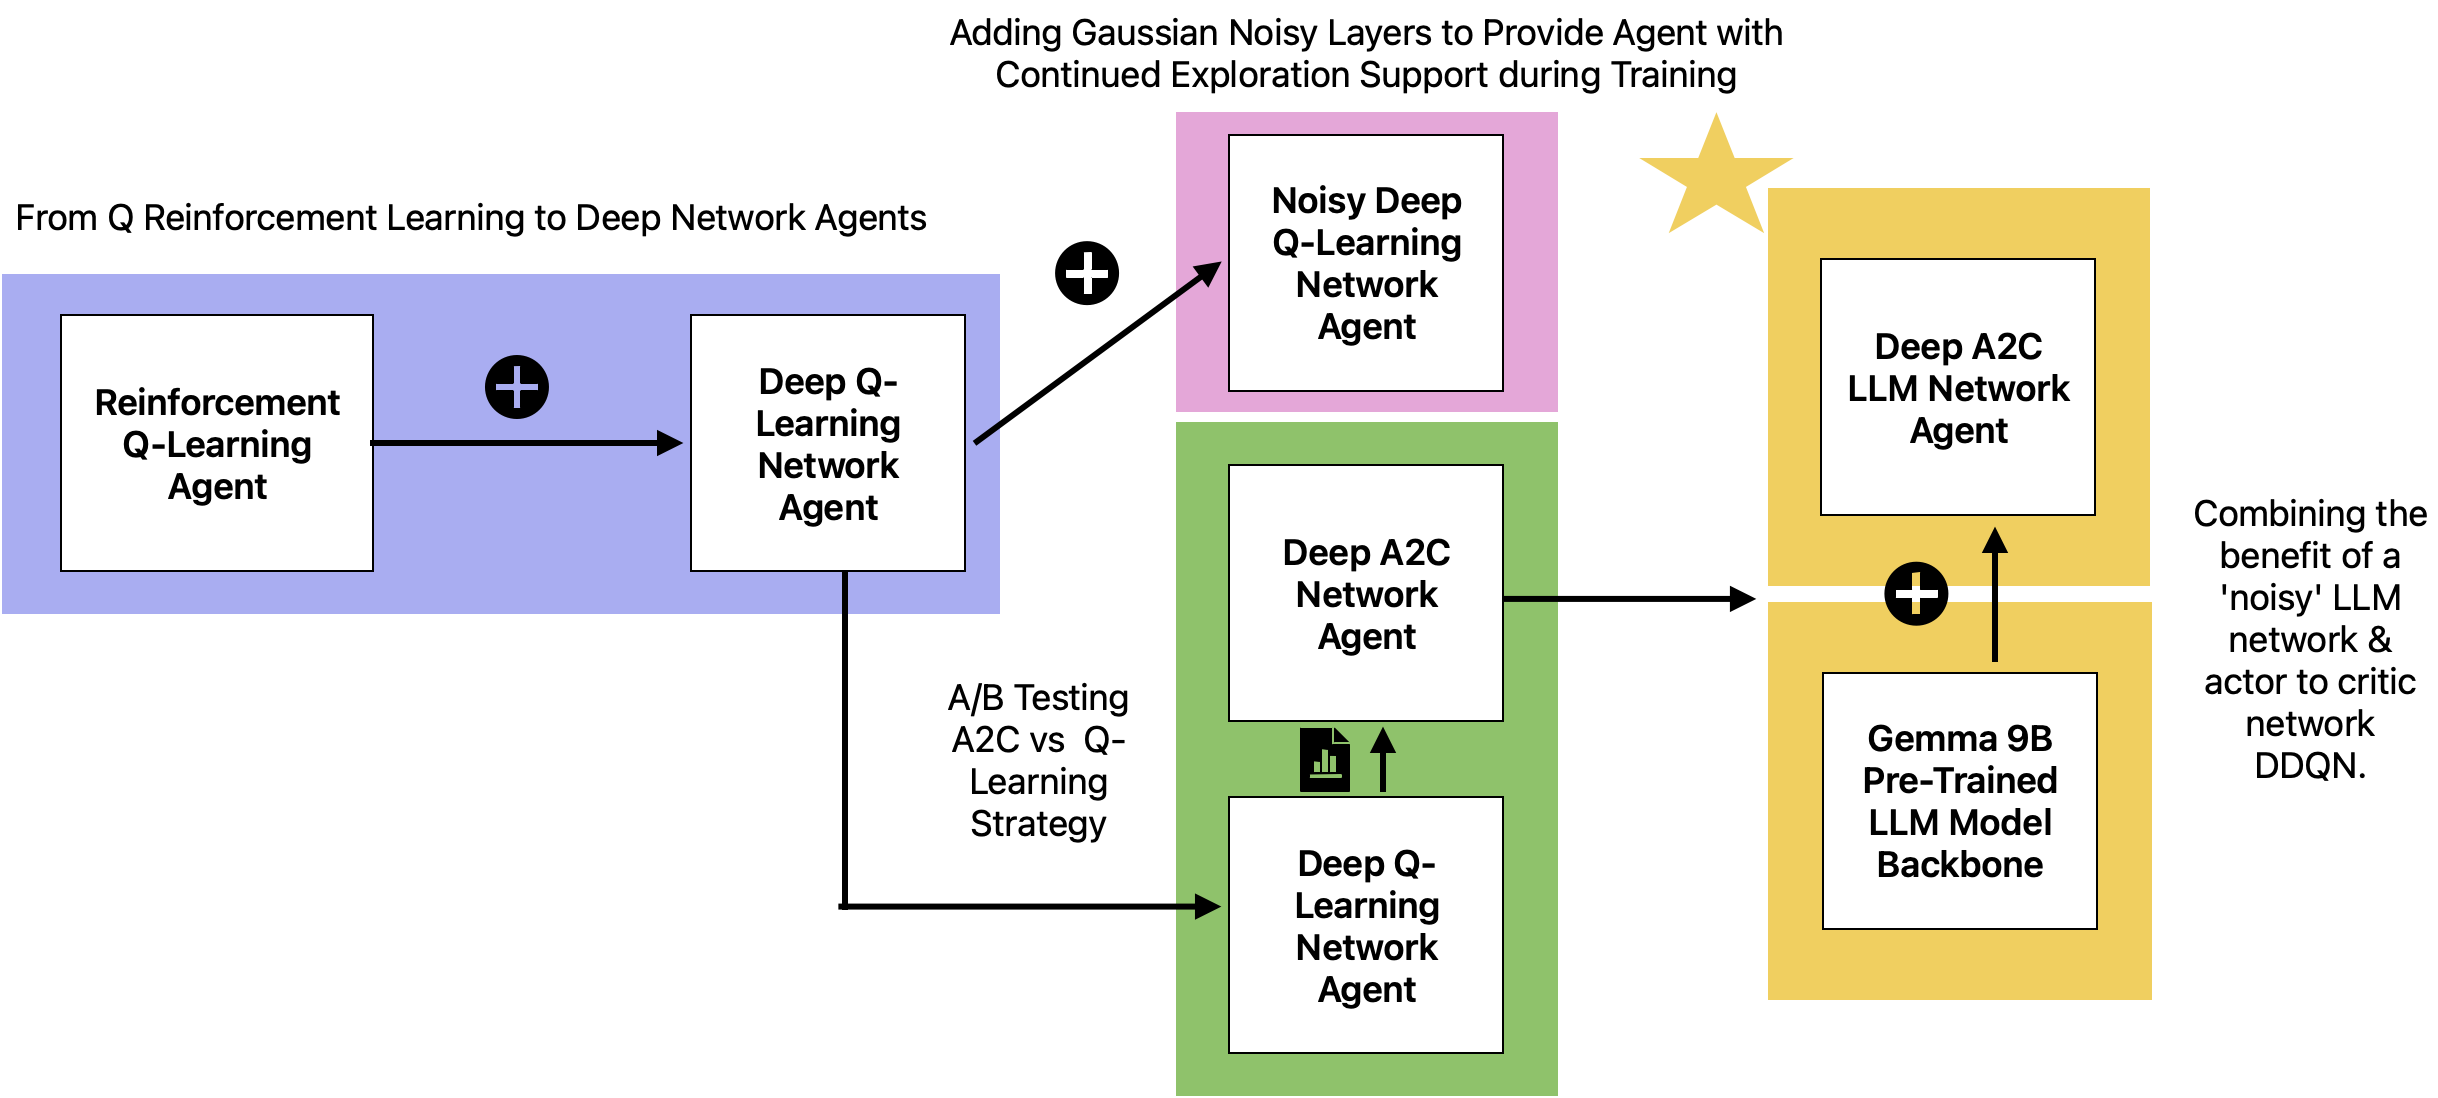 Adding Gaussian Noisy Layers to Provide Agent with
Continued Exploration Support during Training
From Q Reinforcement Learning to Deep Network Agents
Reinforcement
Q-Learning
Agent
Deep Q-
Learning
Network
Agent
Noisy Deep
Q-Learning
Network
Agent
A/B Testing
A2C vs  Q-
Learning
Strategy
Deep A2C
Network
Agent
Deep Q-
Learning
Network
Agent
Deep A2C
LLM Network
Agent
Gemma 9B
Pre-Trained
LLM Model
Backbone
Combining the
benefit of a
'noisy' LLM
network &
actor to critic
network
DDQN.